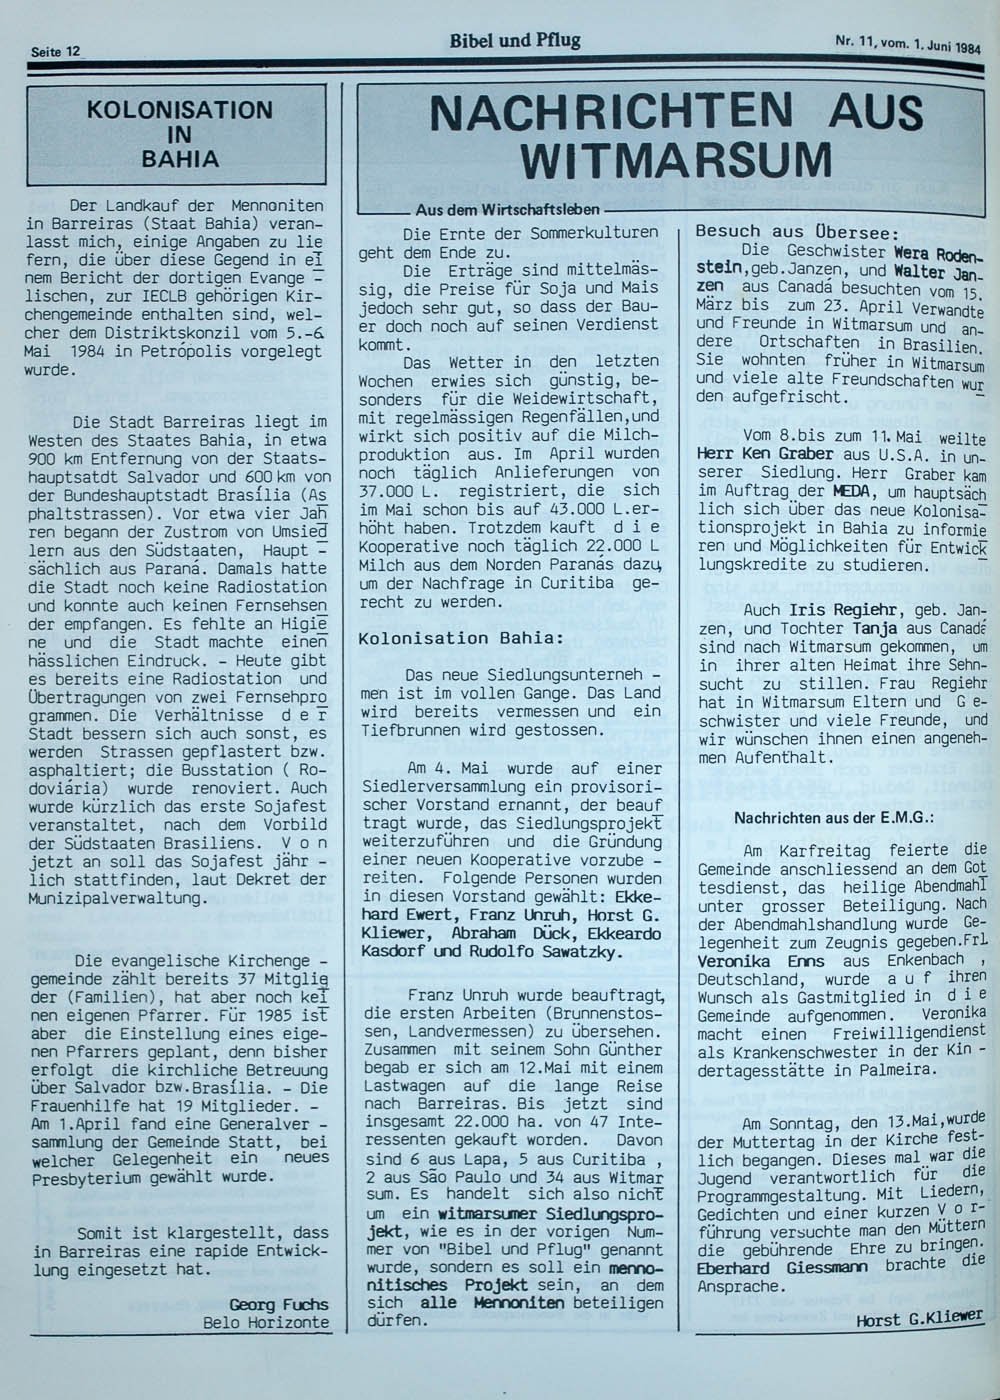 Seite 12
Bibel und Pflug
Nr. 11, vom. 1. Juni 1984
KOLONISATION
IN
BAHIA
Der Landkauf der Mennoniten
in Barreiras (Staat Bahia) veran-
lasst mich, einige Angaben zu lie
fern, die über diese Gegend in ei
nem Bericht der dortigen Evange -
lischen, zur IECLB gehörigen Kir-
chengemeinde enthalten sind, wel-
cher dem Distriktskonzil vom 5.-6.
Mai 1984 in Petrópolis vorgelegt
wurde.
Die Stadt Barreiras liegt im
Westen des Staates Bahia, in etwa
900 km Entfernung von der Staats-
hauptsatdt Salvador und 600 km von
der Bundeshauptstadt Brasília (As
phaltstrassen). Vor etwa vier Jah
ren begann der Zustrom von Umsied
lern aus den Südstaaten, Haupt -
sächlich aus Paraná. Damals hatte
die Stadt noch keine Radiostation
und konnte auch keinen Fernsehsen
der empfangen. Es fehlte an Higie
ne und die Stadt machte einen
hässlichen Eindruck. - Heute gibt
es bereits eine Radiostation und
Übertragungen von zwei Fernsehpro
grammen. Die Verhältnisse d e r
Stadt bessern sich auch sonst, es
werden Strassen gepflastert bzw.
asphaltiert; die Busstation ( Ro-
doviária) wurde renoviert. Auch
wurde kürzlich das erste Sojafest
veranstaltet, nach dem Vorbild
der Südstaaten Brasiliens. V o n
jetzt an soll das Sojafest jähr -
lich stattfinden, laut Dekret der
Munizipalverwaltung.
Die evangelische Kirchenge -
gemeinde zählt bereits 37 Mitglie
der (Familien), hat aber noch kei
nen eigenen Pfarrer. Für 1985 ist
aber die Einstellung eines eige-
nen Pfarrers geplant, denn bisher
erfolgt die kirchliche Betreuung
über Salvador bzw.Brasília. - Die
Frauenhilfe hat 19 Mitglieder. -
Am 1.April fand eine Generalver -
sammlung der Gemeinde Statt, bei
welcher Gelegenheit ein neues
Presbyterium gewählt wurde.
Somit ist klargestellt, dass
in Barreiras eine rapide Entwick-
lung eingesetzt hat.
Georg Fuchs
Belo Horizonte
NACHRICHTEN AUS
WITMARSUM
Aus dem Wirtschaftsleben
Die Ernte der Sommerkulturen
geht dem Ende zu.
Die Erträge sind mittelmäs-
sig, die Preise für Soja und Mais
jedoch sehr gut, so dass der Bau-
er doch noch auf seinen Verdienst
kommt.
Das Wetter in den letzten
Wochen erwies sich günstig, be-
sonders für die Weidewirtschaft,
mit regelmässigen Regenfällen,und
wirkt sich positiv auf die Milch-
produktion aus. Im April wurden
noch täglich Anlieferungen von
37.000 L. registriert, die sich
im Mai schon bis auf 43.000 L.er-
höht haben. Trotzdem kauft d i e
Kooperative noch täglich 22.000 L
Milch aus dem Norden Paranás dazu,
um der Nachfrage in Curitiba ge-
recht zu werden.
Kolonisation Bahia:
Das neue Siedlungsunterneh -
men ist im vollen Gange. Das Land
wird bereits vermessen und ein
Tiefbrunnen wird gestossen.
Am 4. Mai wurde auf einer
Siedlerversammlung ein provisori-
scher Vorstand ernannt, der beauf
tragt wurde, das Siedlungsprojekt
weiterzuführen und die Gründung
einer neuen Kooperative vorzube -
reiten. Folgende Personen wurden
in diesen Vorstand gewählt: Ekke-
hard Ewert, Franz Unruh, Horst G.
Kliewer, Abraham Dück, Ekkeardo
Kasdorf und Rudolfo Sawatzky.
Franz Unruh wurde beauftragt,
die ersten Arbeiten (Brunnenstos-
sen, Landvermessen) zu übersehen.
Zusammen mit seinem Sohn Günther
begab er sich am 12.Mai mit einem
Lastwagen auf die lange Reise
nach Barreiras. Bis jetzt sind
insgesamt 22.000 ha. von 47 Inte-
ressenten gekauft worden. Davon
sind 6 aus Lapa, 5 aus Curitiba ,
2 aus São Paulo und 34 aus Witmar
sum. Es handelt sich also nicht
um ein witmarsumer Siedlungspro-
jekt, wie es in der vorigen Num-
mer von "Bibel und Pflug" genannt
wurde, sondern es soll ein menno-
nitisches Projekt sein, an dem
sich alle Mennoniten beteiligen
dürfen.
Besuch aus Übersee:
Die Geschwister Wera Roden-
stein,geb.Janzen, und Walter Jan-
zen aus Canadá besuchten vom 15.
März bis zum 23. April Verwandte
und Freunde in Witmarsum und an-
dere Ortschaften in Brasilien.
Sie wohnten früher in Witmarsum
und viele alte Freundschaften wur
den aufgefrischt.
Vom 8.bis zum 11.Mai weilte
Herr Ken Graber aus U.S.A. in un-
serer Siedlung. Herr Graber kam
im Auftrag der MEDA, um hauptsäch
lich sich über das neue Kolonisa-
tionsprojekt in Bahia zu informie
ren und Möglichkeiten für Entwick
lungskredite zu studieren.
Auch Iris Regiehr, geb. Jan-
zen, und Tochter Tanja aus Canadá
sind nach Witmarsum gekommen, um
in ihrer alten Heimat ihre Sehn-
sucht zu stillen. Frau Regiehr
hat in Witmarsum Eltern und G e-
schwister und viele Freunde, und
wir wünschen ihnen einen angeneh-
men Aufenthalt.
Nachrichten aus der E.M.G.:
Am Karfreitag feierte die
Gemeinde anschliessend an dem Got
tesdienst, das heilige Abendmahl
unter grosser Beteiligung. Nach
der Abendmahlshandlung wurde Ge-
legenheit zum Zeugnis gegeben.Frl
Veronika Enns aus Enkenbach ,
Deutschland, wurde a u f ihren
Wunsch als Gastmitglied in d i e
Gemeinde aufgenommen. Veronika
macht einen Freiwilligendienst
als Krankenschwester in der Kin -
dertagesstätte in Palmeira.
Am Sonntag, den 13.Mai,wurde
der Muttertag in der Kirche fest-
lich begangen. Dieses mal war die
Jugend verantwortlich für die
Programmgestaltung. Mit Liedern,
Gedichten und einer kurzen V o r-
führung versuchte man den Müttern
die gebührende Ehre zu bringen.
Eberhard Giessmann brachte die
Ansprache.
Horst G.Kliewer